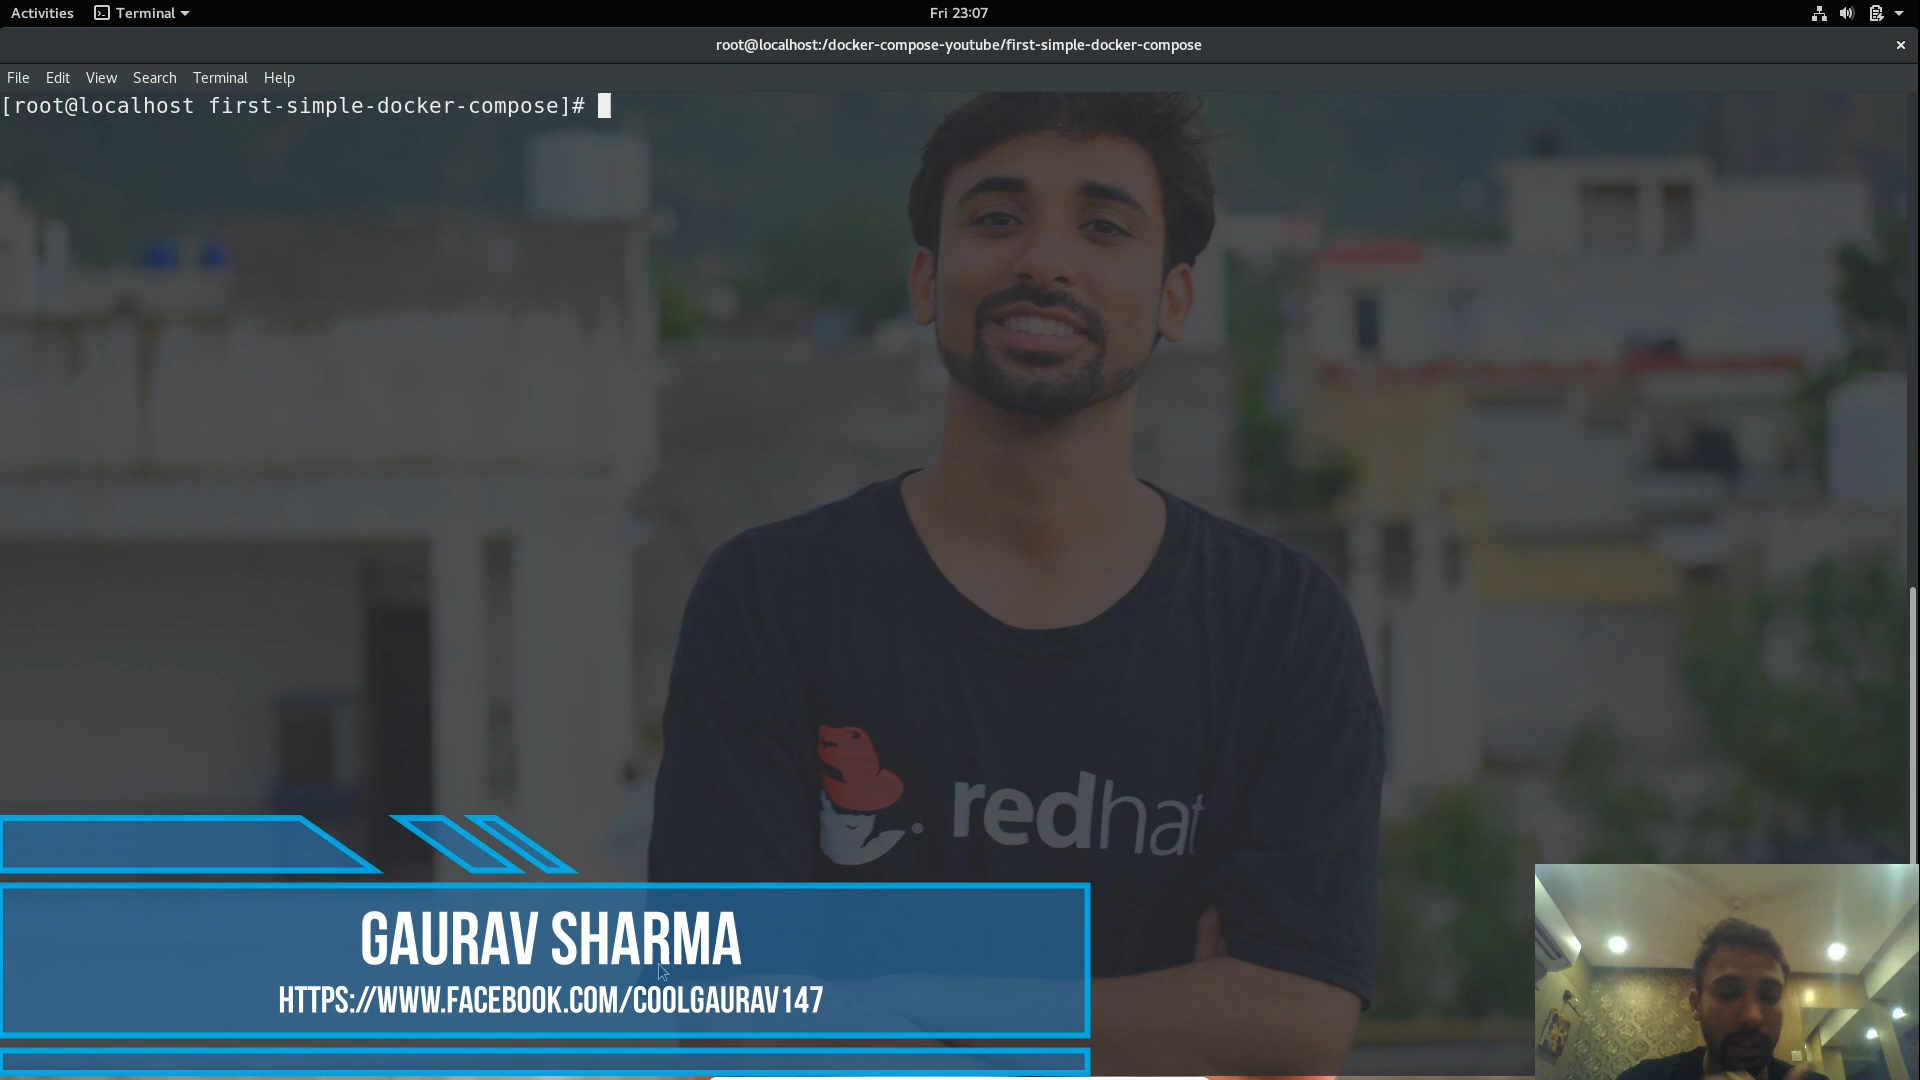 Activities
Terminal
Fri 23:07
root@localhost:/docker-compose-youtube/first-simple-docker-compose
File Edit View Search Terminal Help
[root@localhost first-simple-docker-compose]#
redhat
GAURAV SHARMA
HTTPS://WWW.FACEBOOK.COM/COOLGAURAV147